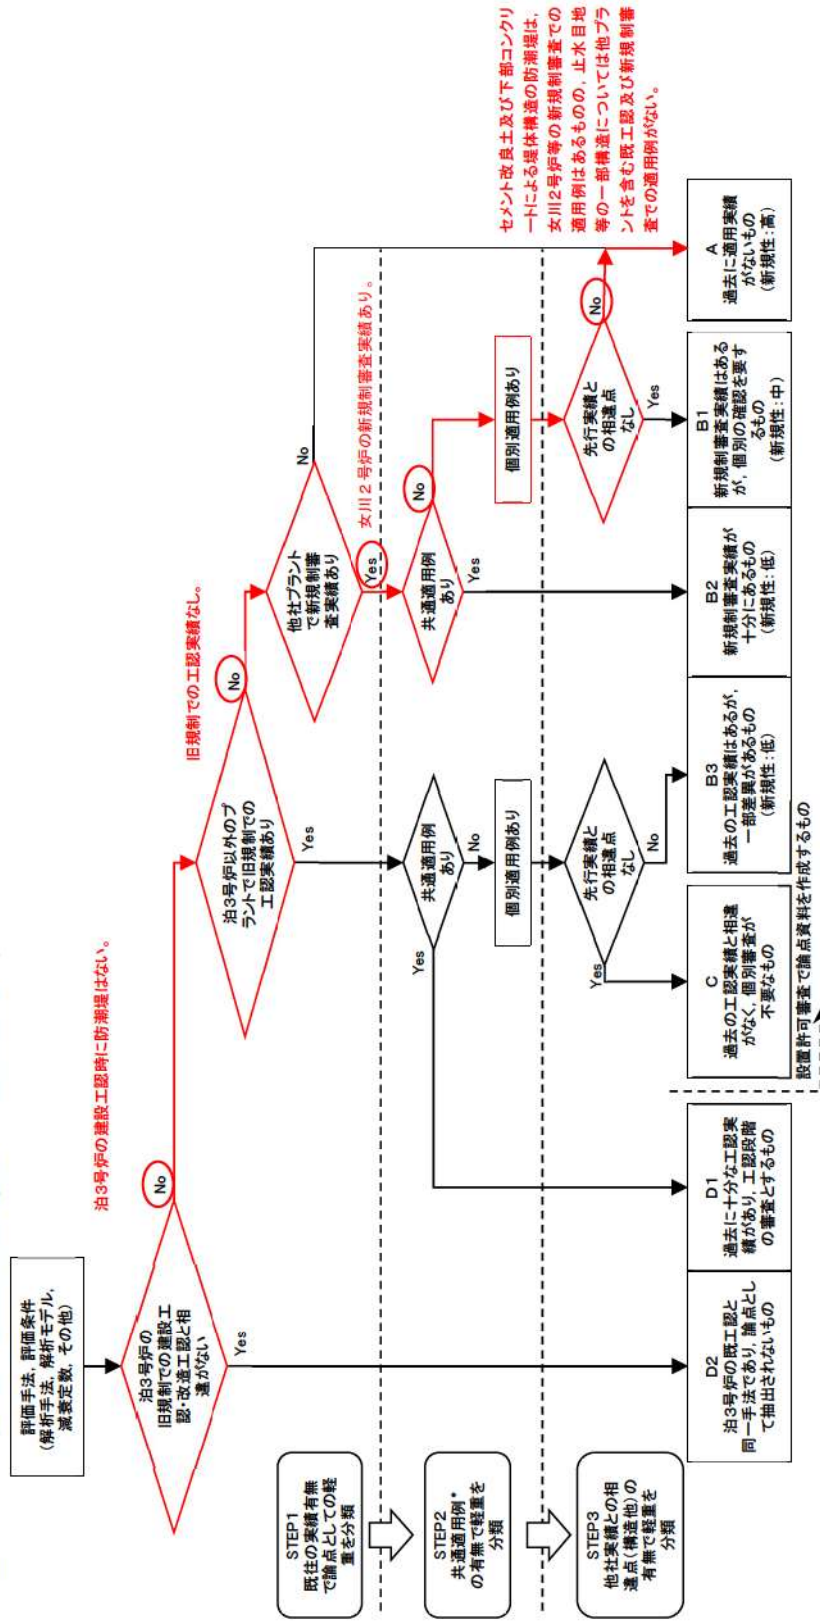 評価手法，評価条件
（解析手法，解析モデル，
減衰定数，その他）
泊3号炉の
旧規制での建設工
認・改造工認と相
違がない
Yes
No
泊3号炉の建設工認時に防潮堤はない。
泊3号炉以外のプ
ラントで旧規制での
工認実績あり
Yes
No
旧規制での工認実績なし。
他社プラント
で新規制審
査実績あり
No
Yes
女川2号炉の新規制審査実績あり。
STEP1
既往の実績有無
で論点としての軽
重を分類
STEP2
共通適用例*
の有無で軽重を
分類
STEP3
他社実績との相
違点（構造他）の
有無で軽重を
分類
共通適用例
あり
Yes
No
個別適用例あり
先行実績と
の相違点
なし
Yes
No
共通適用例
あり
Yes
No
個別適用例あり
先行実績と
の相違点
なし
Yes
No
セメント改良土及び下部コンクリ
ートによる堤体構造の防潮堤は，
女川2号炉等の新規制審査での
適用例はあるものの，止水目地
等の一部構造については他プラ
ントを含む既工認及び新規制審
査での適用例がない。
D2
泊3号炉の既工認と
同一手法であり，論点とし
て抽出されないもの
D1
過去に十分な工認実
績があり，工認段階
の審査とするもの
C
過去の工認実績と相違
がなく，個別審査が
不要なもの
B3
過去の工認実績はあるが，
一部差異があるもの
（新規性：低）
B2
新規制審査実績が
十分にあるもの
（新規性：低）
B1
新規制審査実績はある
が，個別の確認を要す
るもの
（新規性：中）
A
過去に適用実績
がないもの
（新規性：高）
設置許可審査で論点資料を作成するもの